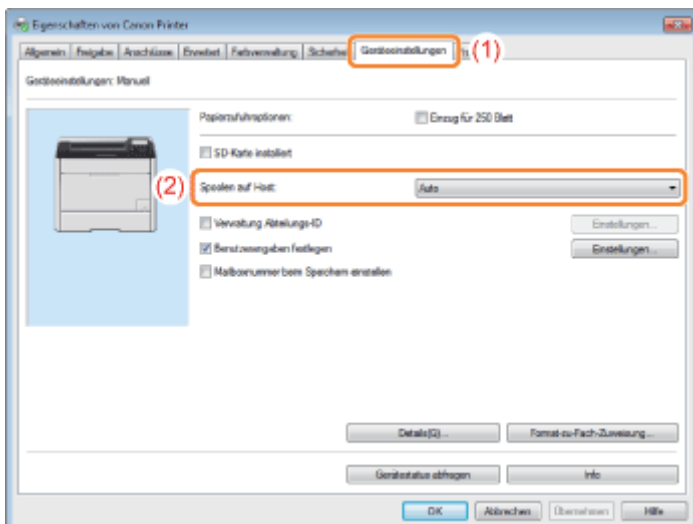 Eigenschaften von Canon Printer
Allgemein Freigabe Anschlüsse Erweitert Farbverwaltung Sicherheit Geräteeinstellungen (1)
Geräteeinstellungen: Manuell
Papierzufuhroptionen: Einzug für 250 Blatt
SD-Karte installiert
(2) Spoolen auf Host: Auto
Verwaltung Abteilungs-ID Einstellungen...
Benutzerangaben festlegen Einstellungen...
Mailboxnummer beim Speichern einstellen
Details(G)... Format-zu-Fach-Zuweisung...
Gerätestatus abfragen Info
OK Abbrechen Übernehmen Hilfe